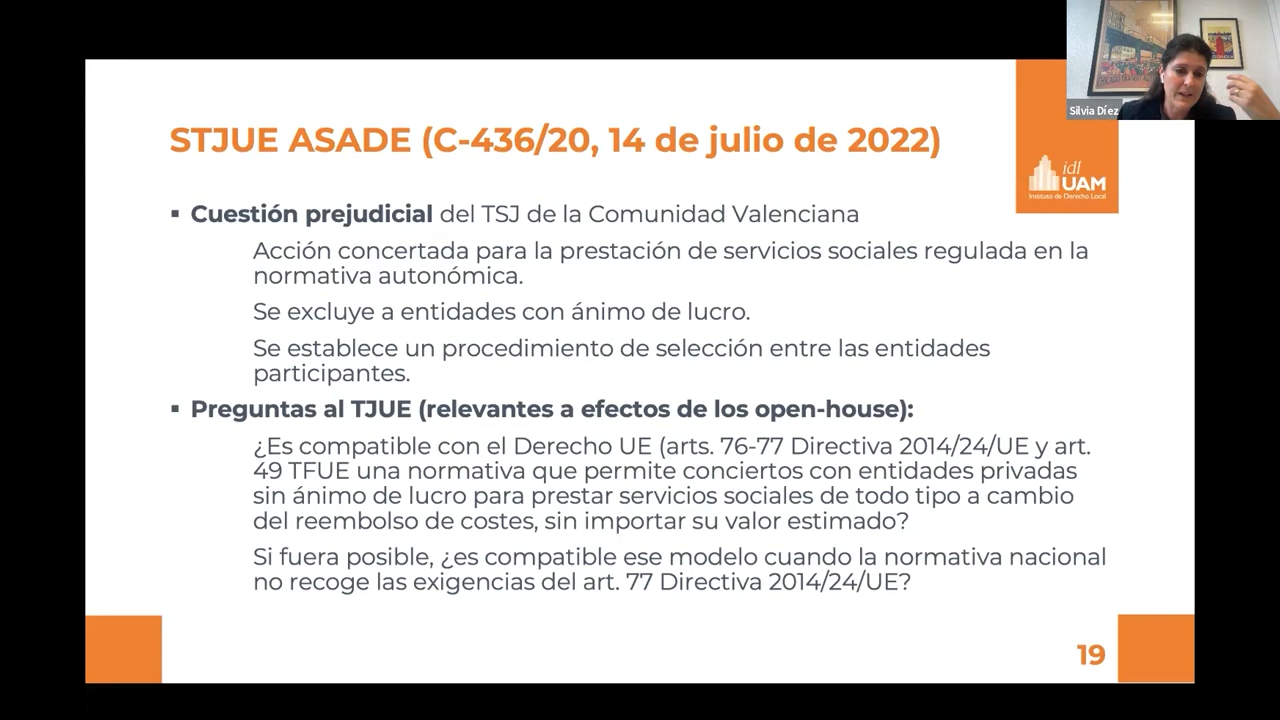 Silvia Díez
STJUE ASADE (C-436/20, 14 de julio de 2022)
idl
UAM
Instituto de Derecho Local
▪ Cuestión prejudicial del TSJ de la Comunidad Valenciana
Acción concertada para la prestación de servicios sociales regulada en la
normativa autonómica.
Se excluye a entidades con ánimo de lucro.
Se establece un procedimiento de selección entre las entidades
participantes.
▪ Preguntas al TJUE (relevantes a efectos de los open-house):
¿Es compatible con el Derecho UE (arts. 76-77 Directiva 2014/24/UE y art.
49 TFUE una normativa que permite conciertos con entidades privadas
sin ánimo de lucro para prestar servicios sociales de todo tipo a cambio
del reembolso de costes, sin importar su valor estimado?
Si fuera posible, ¿es compatible ese modelo cuando la normativa nacional
no recoge las exigencias del art. 77 Directiva 2014/24/UE?
19